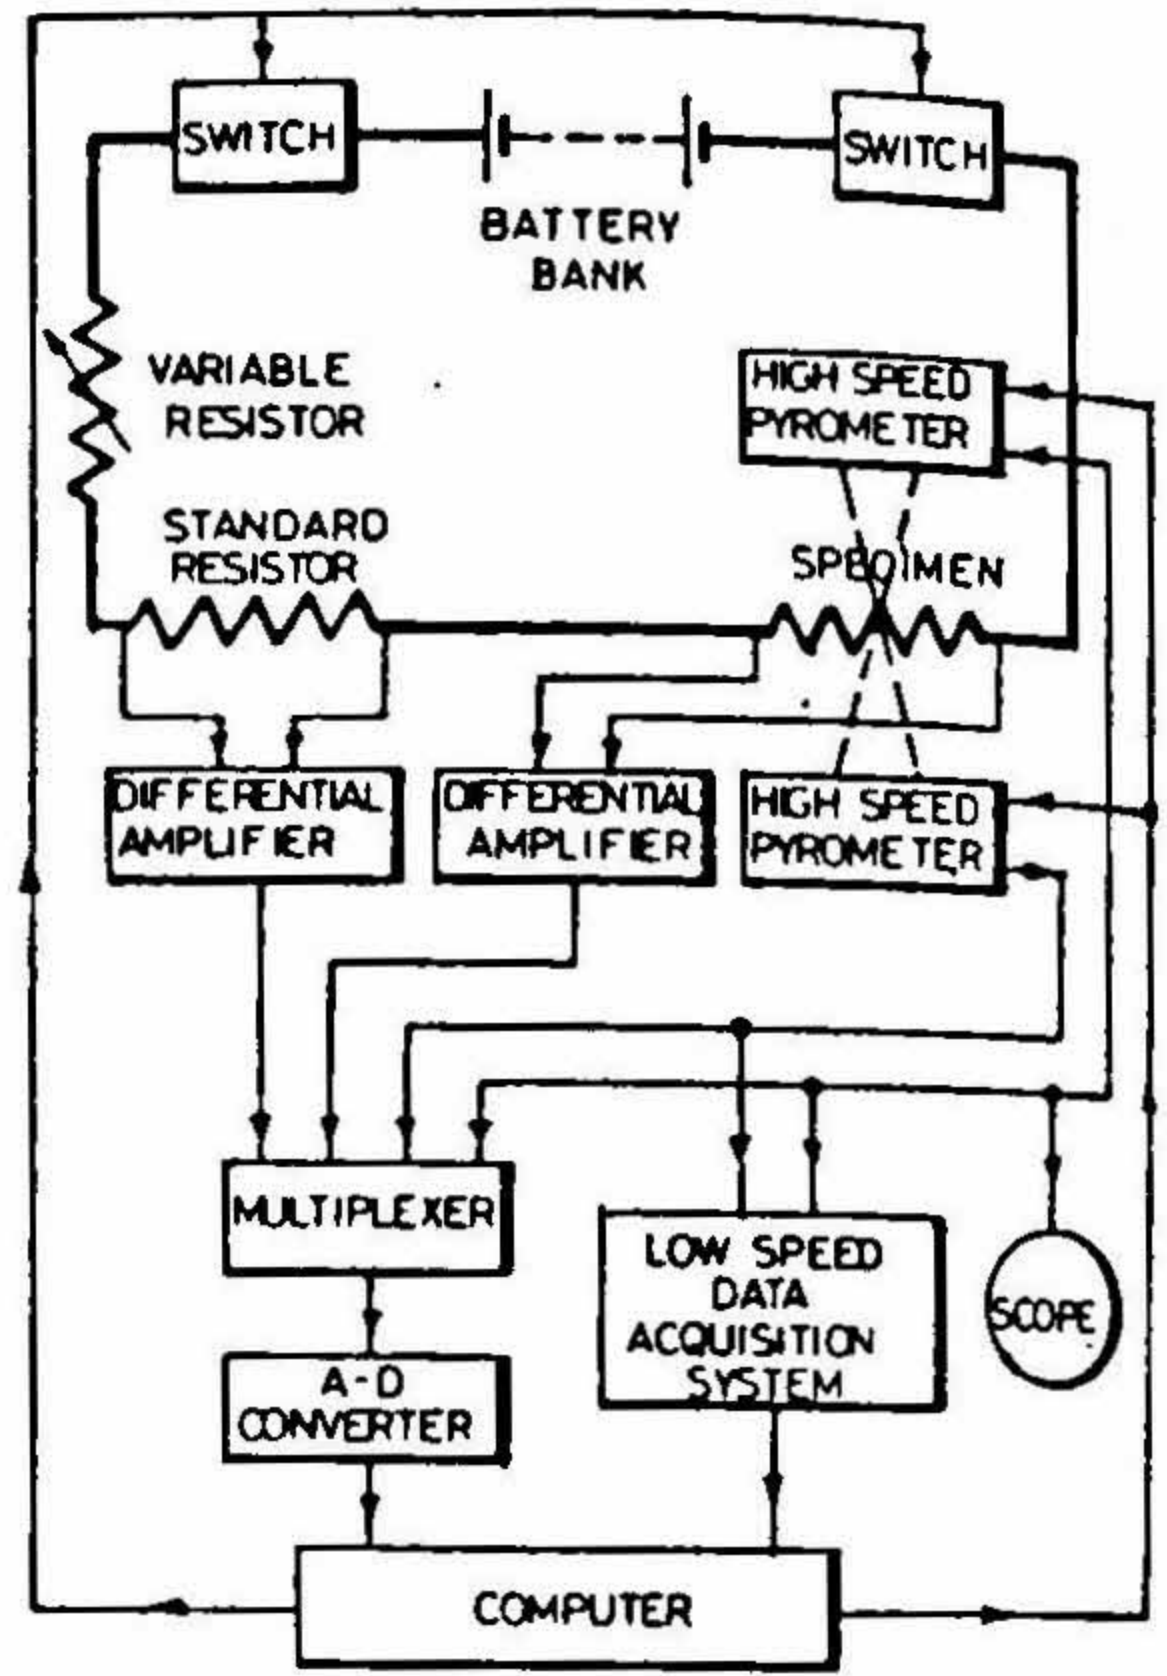 SWITCH
SWITCH
BATTERY
BANK
HIGH SPEED
PYROMETER
VARIABLE
RESISTOR
STANDARD
RESISTOR
SPECIMEN
DIFFERENTIAL
AMPLIFIER
DIFFERENTIAL
AMPLIFIER
HIGH SPEED
PYROMETER
MULTIPLEXER
LOW SPEED
DATA
ACQUISITION
SYSTEM
SCOPE
A-D
CONVERTER
COMPUTER